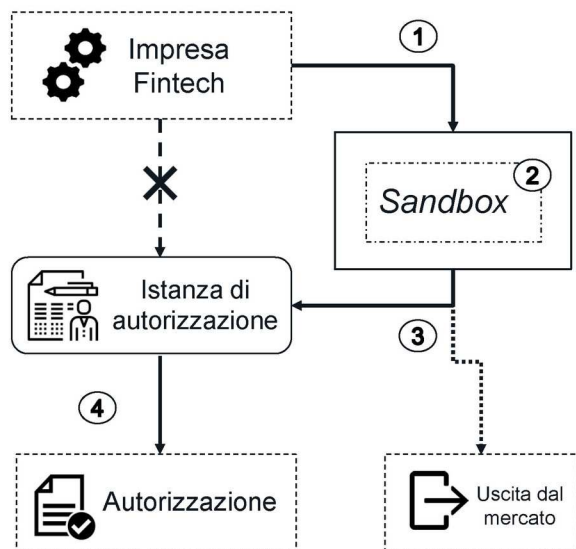 Impresa
Fintech
1
2
Sandbox
Istanza di
autorizzazione
3
4
Autorizzazione
Uscita dal
mercato